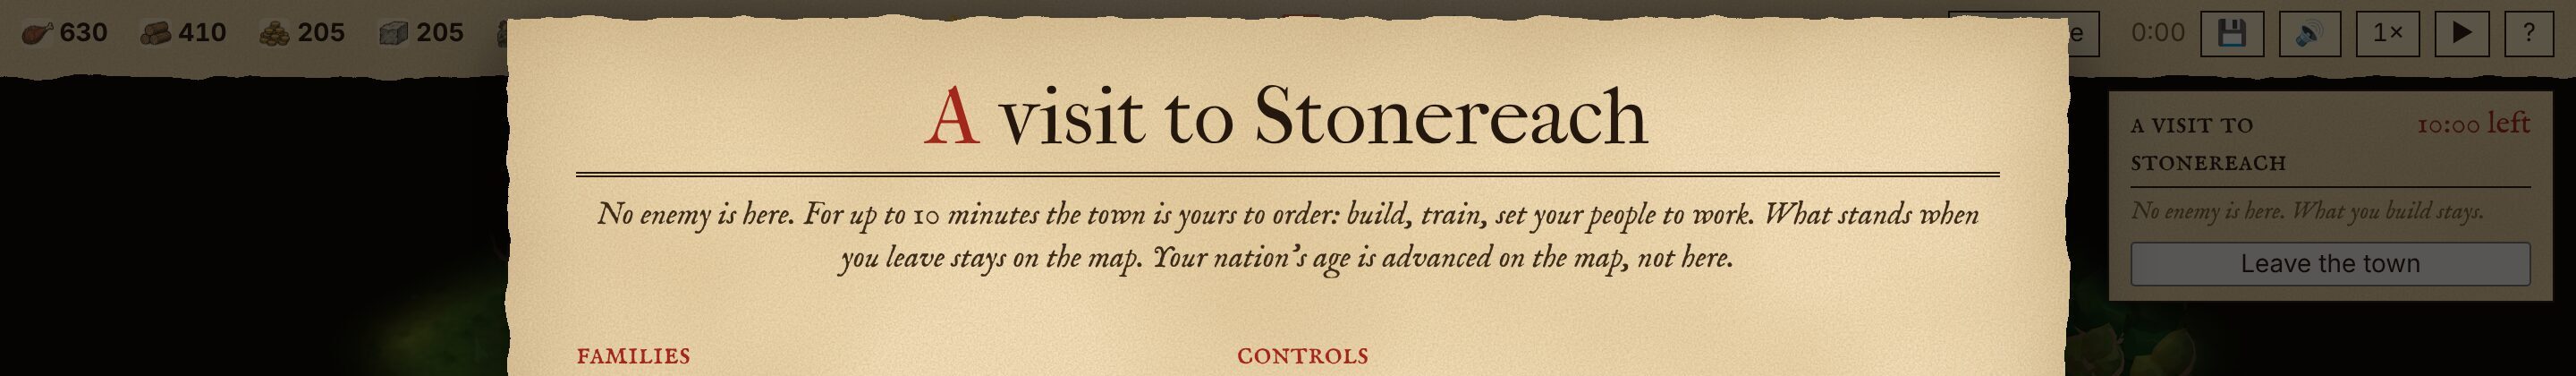 630 410 205 205
e 0:00 1× ?
A visit to Stonereach
No enemy is here. For up to 10 minutes the town is yours to order: build, train, set your people to work. What stands when
you leave stays on the map. Your nation’s age is advanced on the map, not here.
FAMILIES
CONTROLS
A VISIT TO
STONEREACH
10:00 left
No enemy is here. What you build stays.
Leave the town